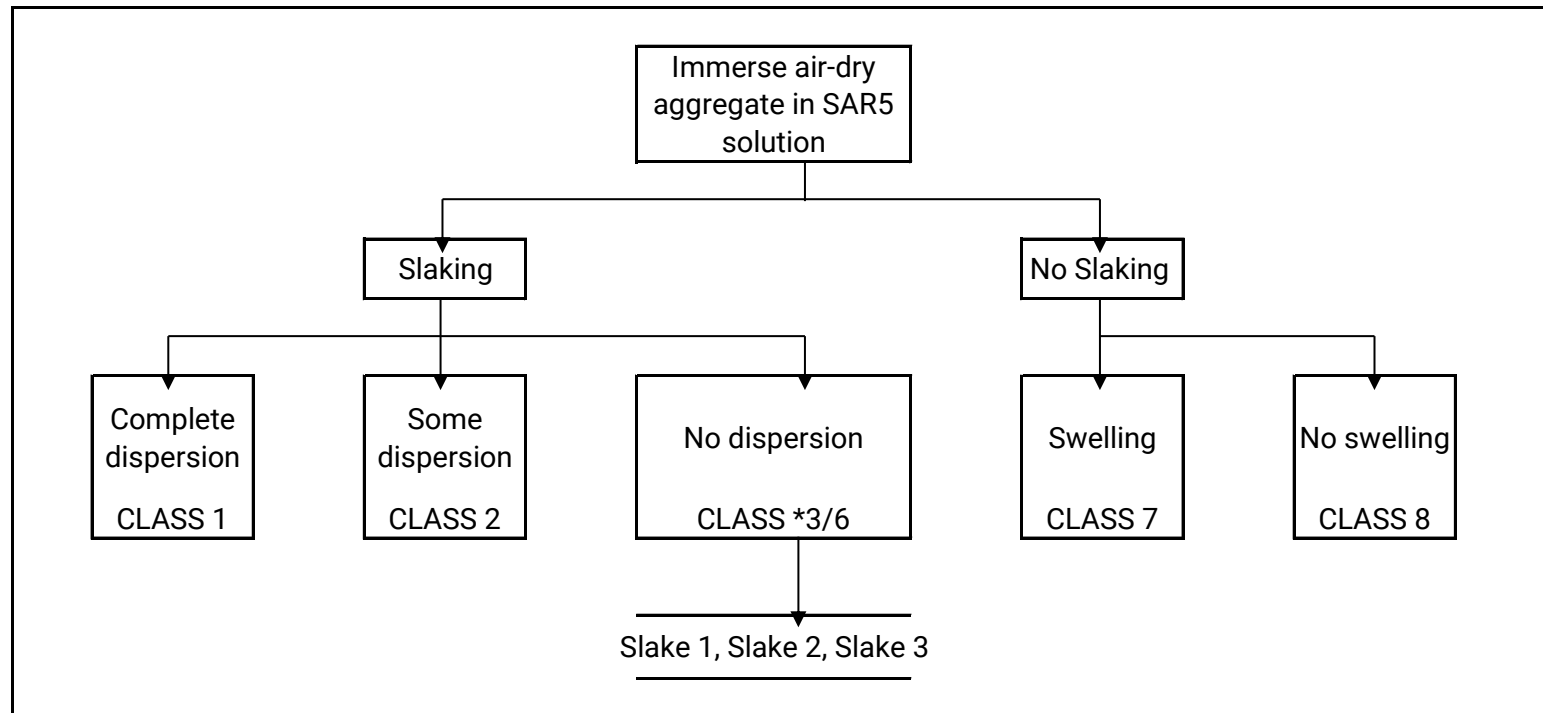 Immerse air-dry
aggregate in SAR5
solution
Slaking
No Slaking
Complete
dispersion
CLASS 1
Some
dispersion
CLASS 2
No dispersion
CLASS *3/6
Swelling
CLASS 7
No swelling
CLASS 8
Slake 1, Slake 2, Slake 3